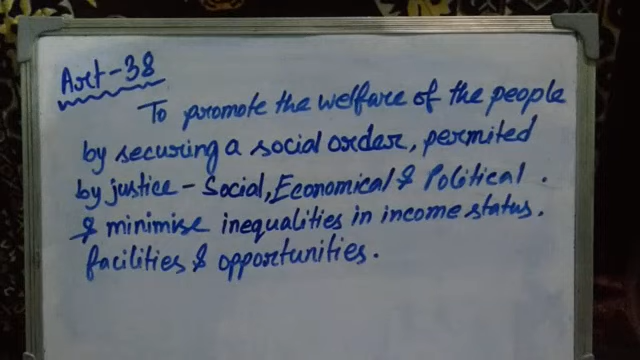 Art-38
To promote the welfare of the people
by securing a social order, permited
by justice - Social, Economical & Political .
& minimise inequalities in income status.
facilities & opportunities.